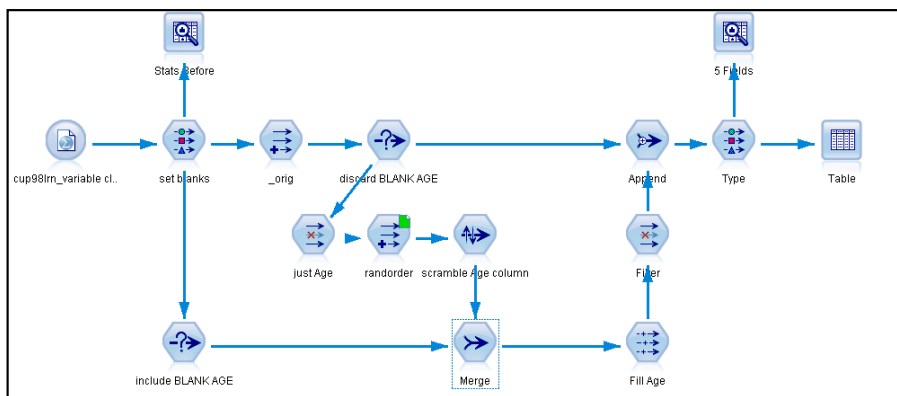 Stats Before
5 Fields
cup98lrn_variable cl..
set blanks
_orig
discard BLANK AGE
Append
Type
Table
just Age
randorder
scramble Age column
Filter
include BLANK AGE
Merge
Fill Age